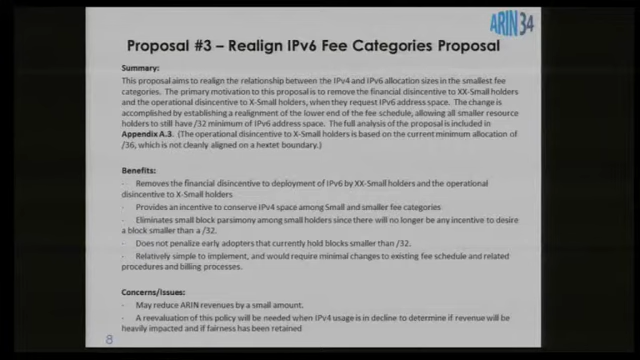 ARIN 34
Proposal #3 – Realign IPv6 Fee Categories Proposal
Summary:
This proposal aims to realign the relationship between the IPv4 and IPv6 allocation sizes in the smallest fee
categories. The primary motivation to this proposal is to remove the financial disincentive to XX-Small holders
and the operational disincentive to X-Small holders, when they request IPv6 address space. The change is
accomplished by establishing a realignment of the lower end of the fee schedule, allowing all smaller resource
holders to still have /32 minimum of IPv6 address space. The full analysis of the proposal is included in
Appendix A.3. (The operational disincentive to X-Small holders is based on the current minimum allocation of
/36, which is not cleanly aligned on a hextet boundary.)
Benefits:
· Removes the financial disincentive to deployment of IPv6 by XX-Small holders and the operational
disincentive to X-Small holders
· Provides an incentive to conserve IPv4 space among Small and smaller fee categories
· Eliminates small block parsimony among small holders since there will no longer be any incentive to desire
a block smaller than a /32.
· Does not penalize early adopters that currently hold blocks smaller than /32.
· Relatively simple to implement, and would require minimal changes to existing fee schedule and related
procedures and billing processes.
Concerns/Issues:
· May reduce ARIN revenues by a small amount.
· A reevaluation of this policy will be needed when IPv4 usage is in decline to determine if revenue will be
heavily impacted and if fairness has been retained
8